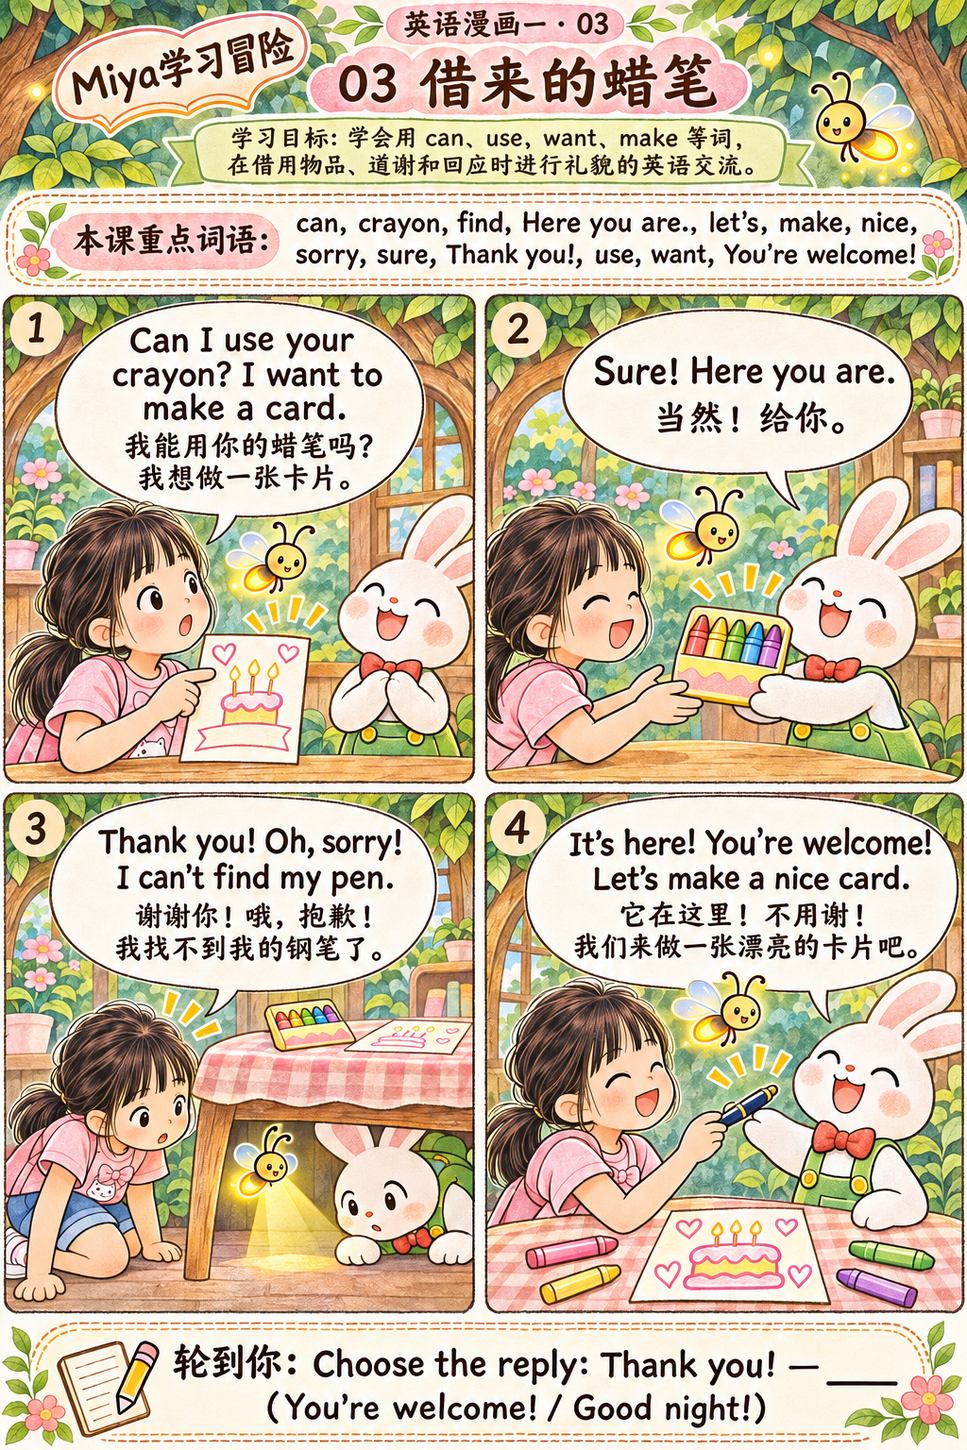 英语漫画一·03
Miya学习冒险
03 借来的蜡笔
学习目标：学会用 can、use、want、make 等词，
在借用物品、道谢和回应时进行礼貌的英语交流。
本课重点词语：
can, crayon, find, Here you are., let's, make, nice,
sorry, sure, Thank you!, use, want, You're welcome!
1
Can I use your
crayon? I want to
make a card.
我能用你的蜡笔吗？
我想做一张卡片。
2
Sure! Here you are.
当然！给你。
3
Thank you! Oh, sorry!
I can't find my pen.
谢谢你！哦，抱歉！
我找不到我的钢笔了。
4
It's here! You're welcome!
Let's make a nice card.
它在这里！不用谢！
我们来做一张漂亮的卡片吧。
轮到你：Choose the reply: Thank you! — ____
(You're welcome! / Good night!)